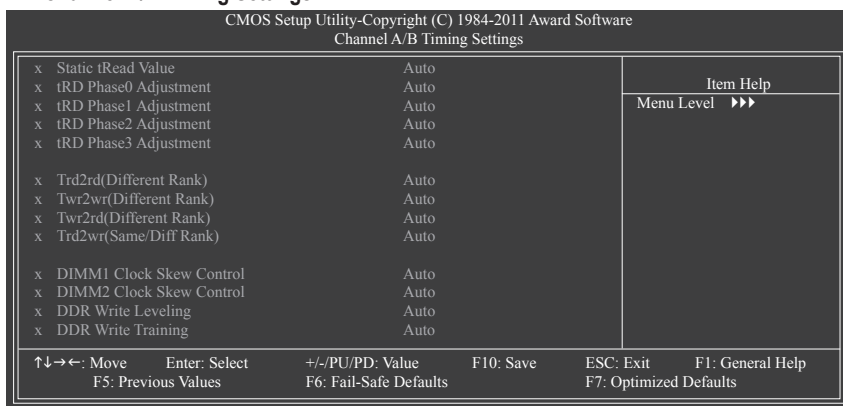 CMOS Setup Utility-Copyright (C) 1984-2011 Award Software
Channel A/B Timing Settings
x Static tRead Value Auto
x tRD Phase0 Adjustment Auto
x tRD Phase1 Adjustment Auto
x tRD Phase2 Adjustment Auto
x tRD Phase3 Adjustment Auto
x Trd2rd(Different Rank) Auto
x Twr2wr(Different Rank) Auto
x Twr2rd(Different Rank) Auto
x Trd2wr(Same/Diff Rank) Auto
x DIMM1 Clock Skew Control Auto
x DIMM2 Clock Skew Control Auto
x DDR Write Leveling Auto
x DDR Write Training Auto
Item Help
Menu Level ▶▶▶
↑↓→←: Move Enter: Select +/-/PU/PD: Value F10: Save ESC: Exit F1: General Help
F5: Previous Values F6: Fail-Safe Defaults F7: Optimized Defaults